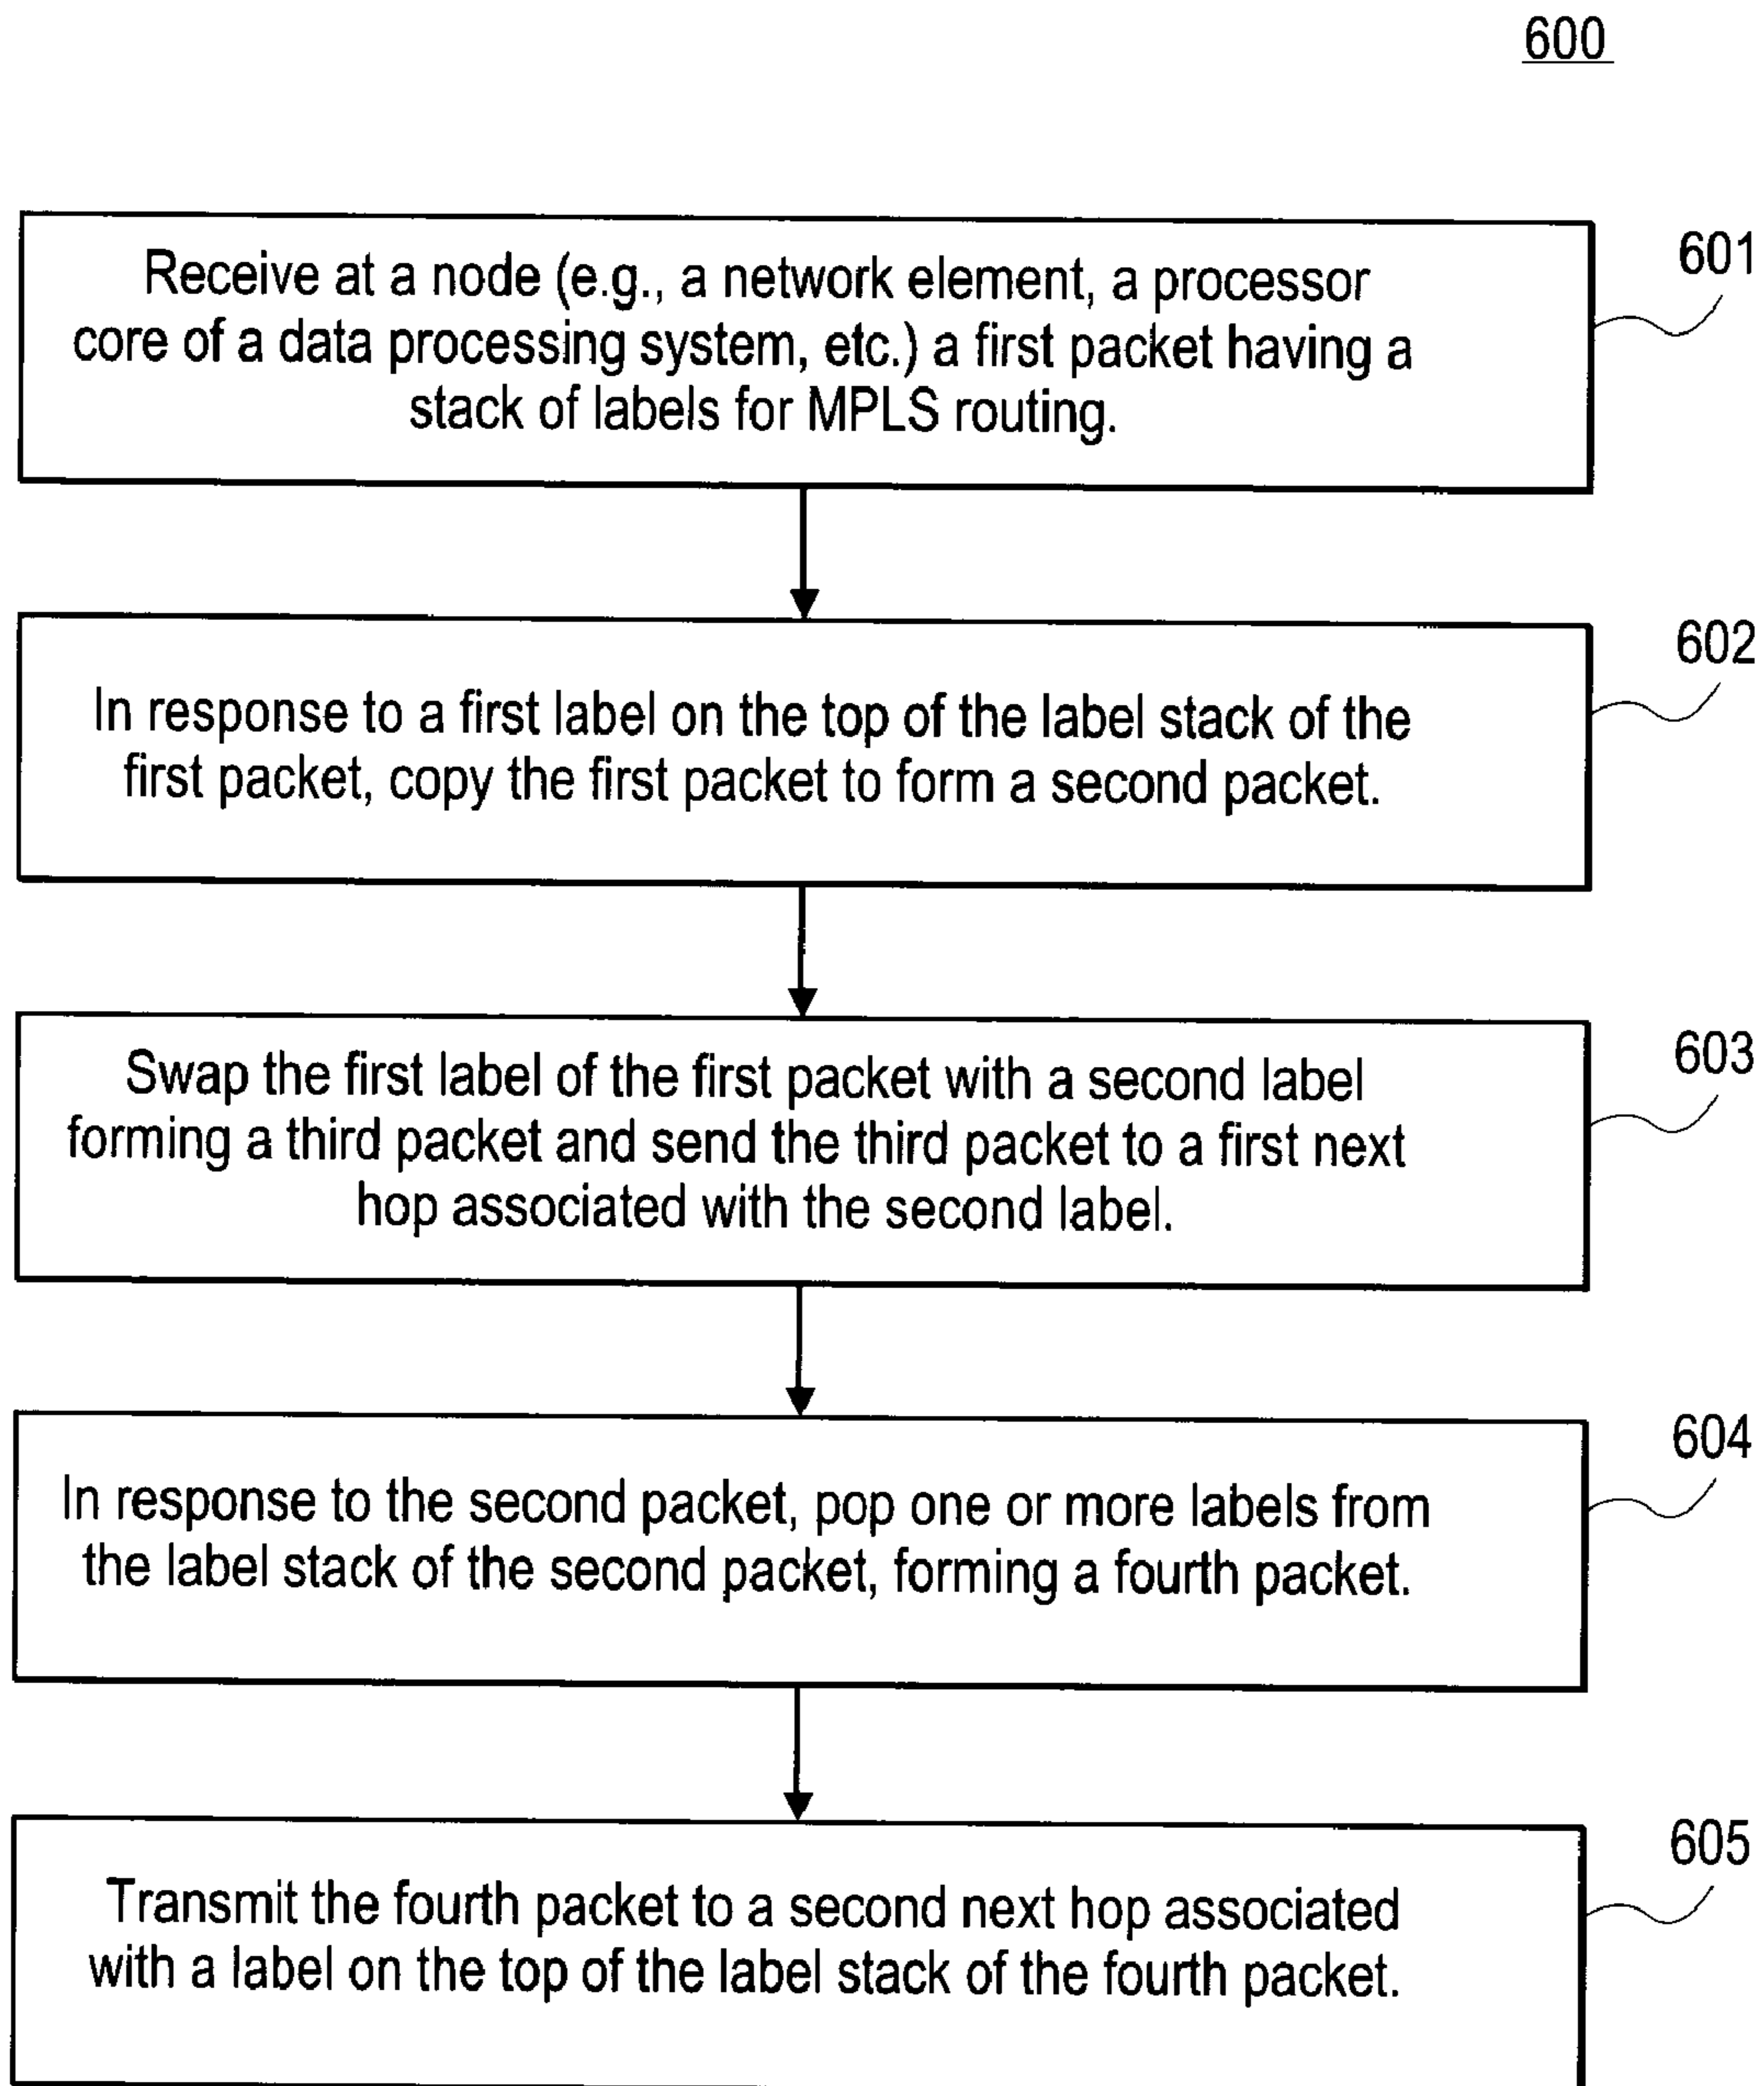 600
Receive at a node (e.g., a network element, a processor
core of a data processing system, etc.) a first packet having a
stack of labels for MPLS routing.
601
In response to a first label on the top of the label stack of the
first packet, copy the first packet to form a second packet.
602
Swap the first label of the first packet with a second label
forming a third packet and send the third packet to a first next
hop associated with the second label.
603
In response to the second packet, pop one or more labels from
the label stack of the second packet, forming a fourth packet.
604
Transmit the fourth packet to a second next hop associated
with a label on the top of the label stack of the fourth packet.
605